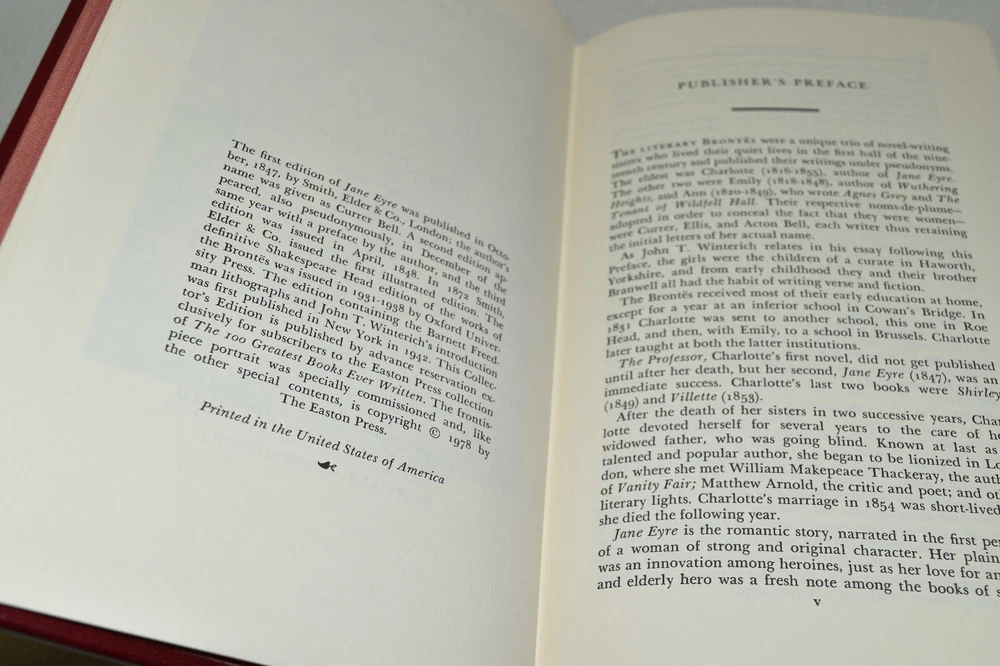 The first edition of Jane Eyre was published in Octo-
ber, 1847, by Smith, Elder & Co., London; the author's
name was given as Currer Bell. A second edition ap-
peared, also pseudonymously, in December of the
same year with a preface by the author, and the third
edition was issued in April, 1848. In 1872 Smith,
Elder & Co. issued the first illustrated edition. The
definitive Shakespeare Head edition of the works of
the Brontës was issued in 1931-1938 by Oxford Univer-
sity Press. The edition containing the Barnett Freed-
man lithographs and John T. Winterich's introduction
was first published in New York in 1942. This Collec-
tor's Edition is published by advance reservation ex-
clusively for subscribers to the Easton Press collection
of The 100 Greatest Books Ever Written. The frontis-
piece portrait was specially commissioned and, like
the other special contents, is copyright © 1978 by
The Easton Press.
Printed in the United States of America
PUBLISHER'S PREFACE
THE LITERARY BRONTËS were a unique trio of novel-writing
sisters who lived their quiet lives in the first half of the nine-
teenth century and published their writings under pseudonyms.
The eldest was Charlotte (1816-1855), author of Jane Eyre.
The other two were Emily (1818-1848), author of Wuthering
Heights, and Ann (1820-1849), who wrote Agnes Grey and The
Tenant of Wildfell Hall. Their respective noms-de-plume—
adopted in order to conceal the fact that they were women—
were Currer, Ellis, and Acton Bell, each writer thus retaining
the initial letters of her actual name.
As John T. Winterich relates in his essay following this
Preface, the girls were the children of a curate in Haworth,
Yorkshire, and from early childhood they and their brother
Branwell all had the habit of writing verse and fiction.
The Brontës received most of their early education at home,
except for a year at an inferior school in Cowan's Bridge. In
1831 Charlotte was sent to another school, this one in Roe
Head, and then, with Emily, to a school in Brussels. Charlotte
later taught at both the latter institutions.
The Professor, Charlotte's first novel, did not get published
until after her death, but her second, Jane Eyre (1847), was an
immediate success. Charlotte's last two books were Shirley
(1849) and Villette (1853).
After the death of her sisters in two successive years, Char
lotte devoted herself for several years to the care of he
widowed father, who was going blind. Known at last as
talented and popular author, she began to be lionized in Lo
don, where she met William Makepeace Thackeray, the auth
of Vanity Fair; Matthew Arnold, the critic and poet; and ot
literary lights. Charlotte's marriage in 1854 was short-lived
she died the following year.
Jane Eyre is the romantic story, narrated in the first per
of a woman of strong and original character. Her plain
was an innovation among heroines, just as her love for an
and elderly hero was a fresh note among the books of s
v